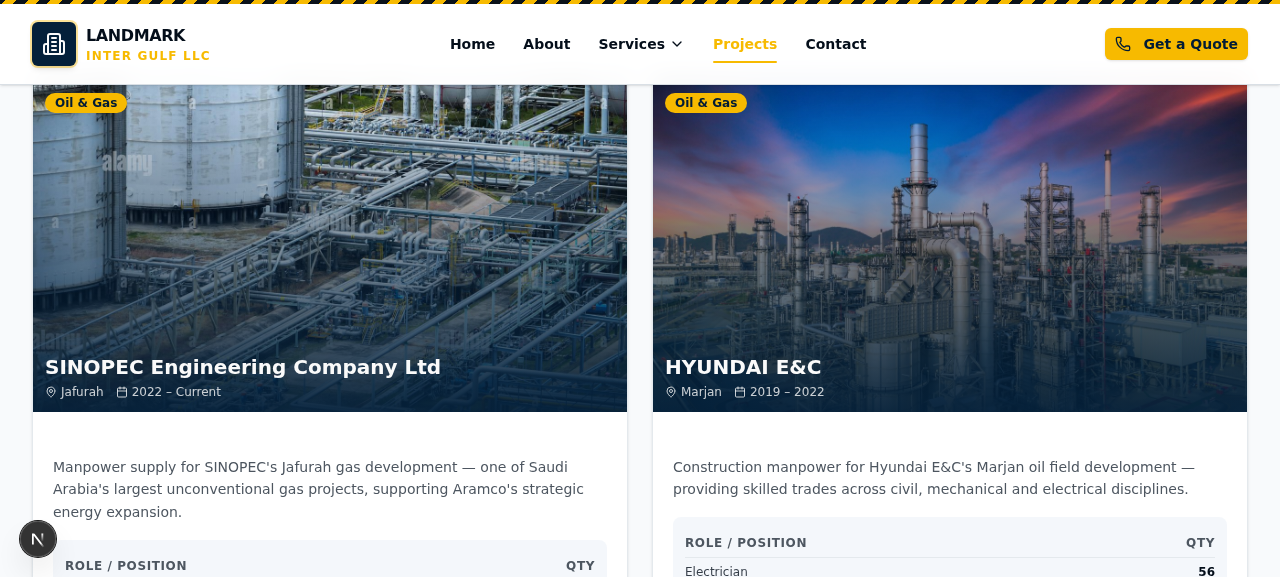 LANDMARK
INTER GULF LLC
Home
About
Services
Projects
Contact
Get a Quote
Oil & Gas
alamy
alamy
a
a
a
a
alamy
SINOPEC Engineering Company Ltd
Jafurah
2022 – Current
Manpower supply for SINOPEC's Jafurah gas development — one of Saudi
Arabia's largest unconventional gas projects, supporting Aramco's strategic
energy expansion.
ROLE / POSITION
QTY
Oil & Gas
HYUNDAI E&C
Marjan
2019 – 2022
Construction manpower for Hyundai E&C's Marjan oil field development —
providing skilled trades across civil, mechanical and electrical disciplines.
ROLE / POSITION
QTY
Electrician
56
N